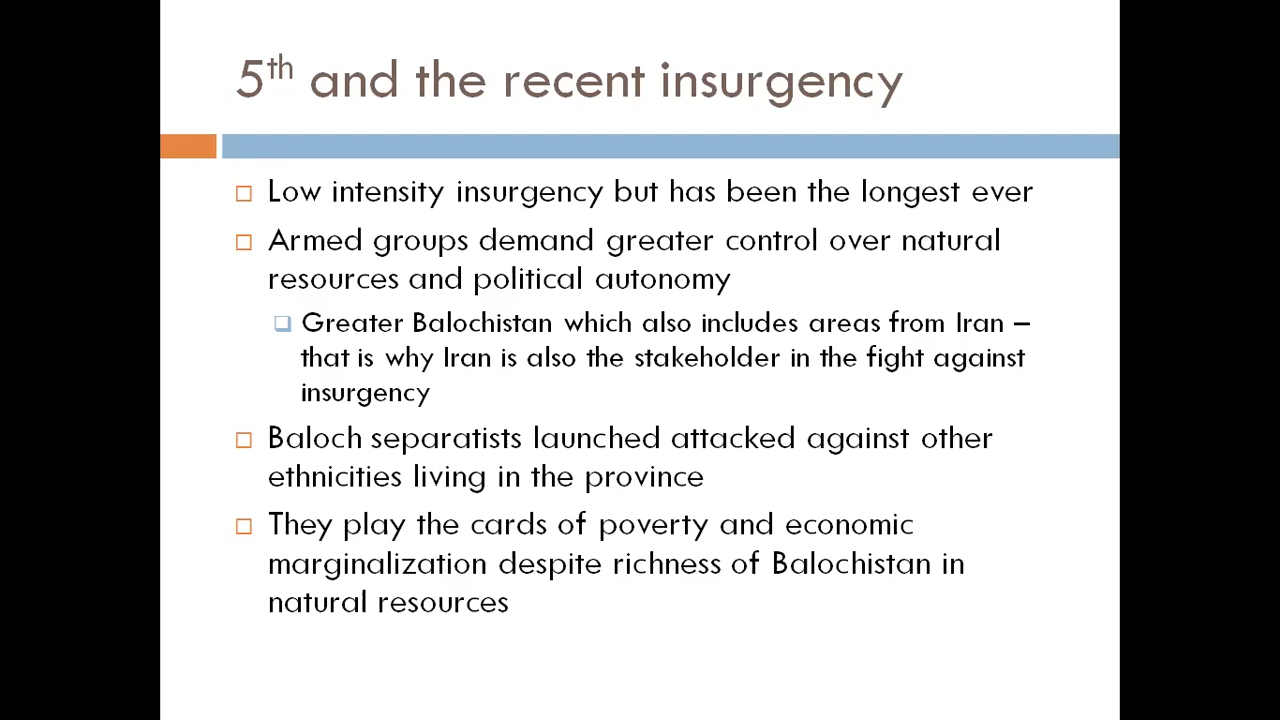 5th and the recent insurgency
Low intensity insurgency but has been the longest ever
Armed groups demand greater control over natural
resources and political autonomy
Greater Balochistan which also includes areas from Iran –
that is why Iran is also the stakeholder in the fight against
insurgency
Baloch separatists launched attacked against other
ethnicities living in the province
They play the cards of poverty and economic
marginalization despite richness of Balochistan in
natural resources